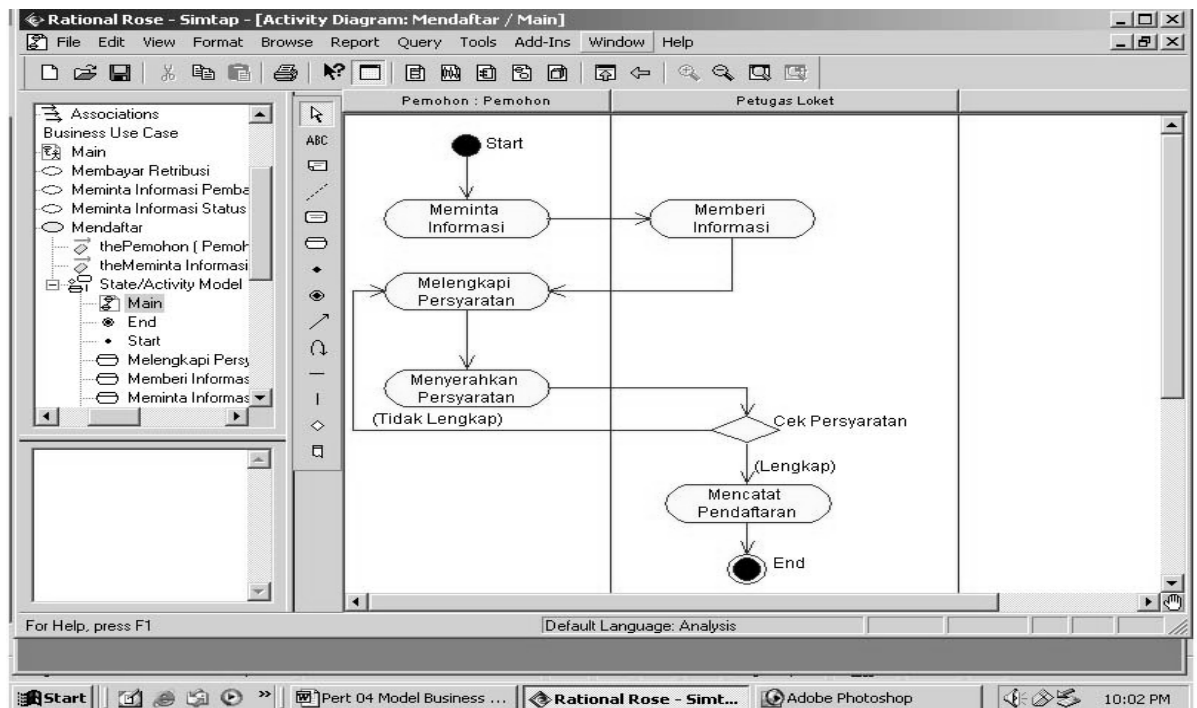 Rational Rose - Simtap - [Activity Diagram: Mendaftar / Main]
File Edit View Format Browse Report Query Tools Add-Ins Window Help
Associations
Business Use Case
Main
Membayar Retribusi
Meminta Informasi Pemba
Meminta Informasi Status
Mendaftar
thePemohon ( Pemoh
theMeminta Informasi
State/Activity Model
Main
End
Start
Melengkapi Persy
Memberi Informas
Meminta Informas
ABC
Pemohon : Pemohon
Petugas Loket
Start
Meminta
Informasi
Memberi
Informasi
Melengkapi
Persyaratan
Menyerahkan
Persyaratan
(Tidak Lengkap)
Cek Persyaratan
(Lengkap)
Mencatat
Pendaftaran
End
For Help, press F1
Default Language: Analysis
Start
»
Pert 04 Model Business ...
Rational Rose - Simt...
Adobe Photoshop
10:02 PM